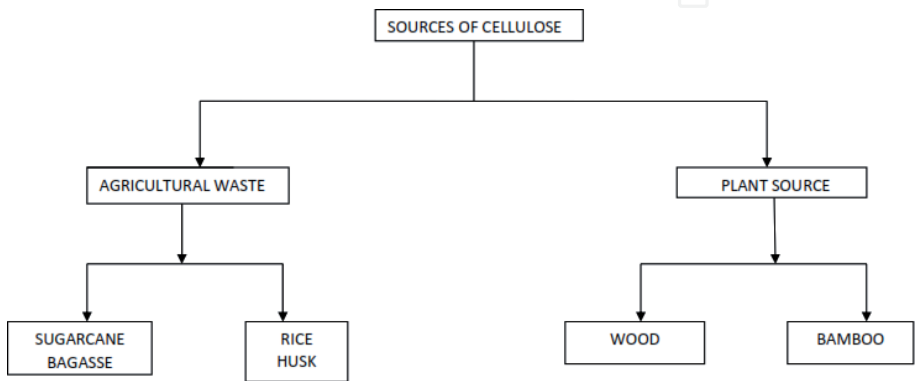 SOURCES OF CELLULOSE
AGRICULTURAL WASTE
PLANT SOURCE
SUGARCANE
BAGASSE
RICE
HUSK
WOOD
BAMBOO